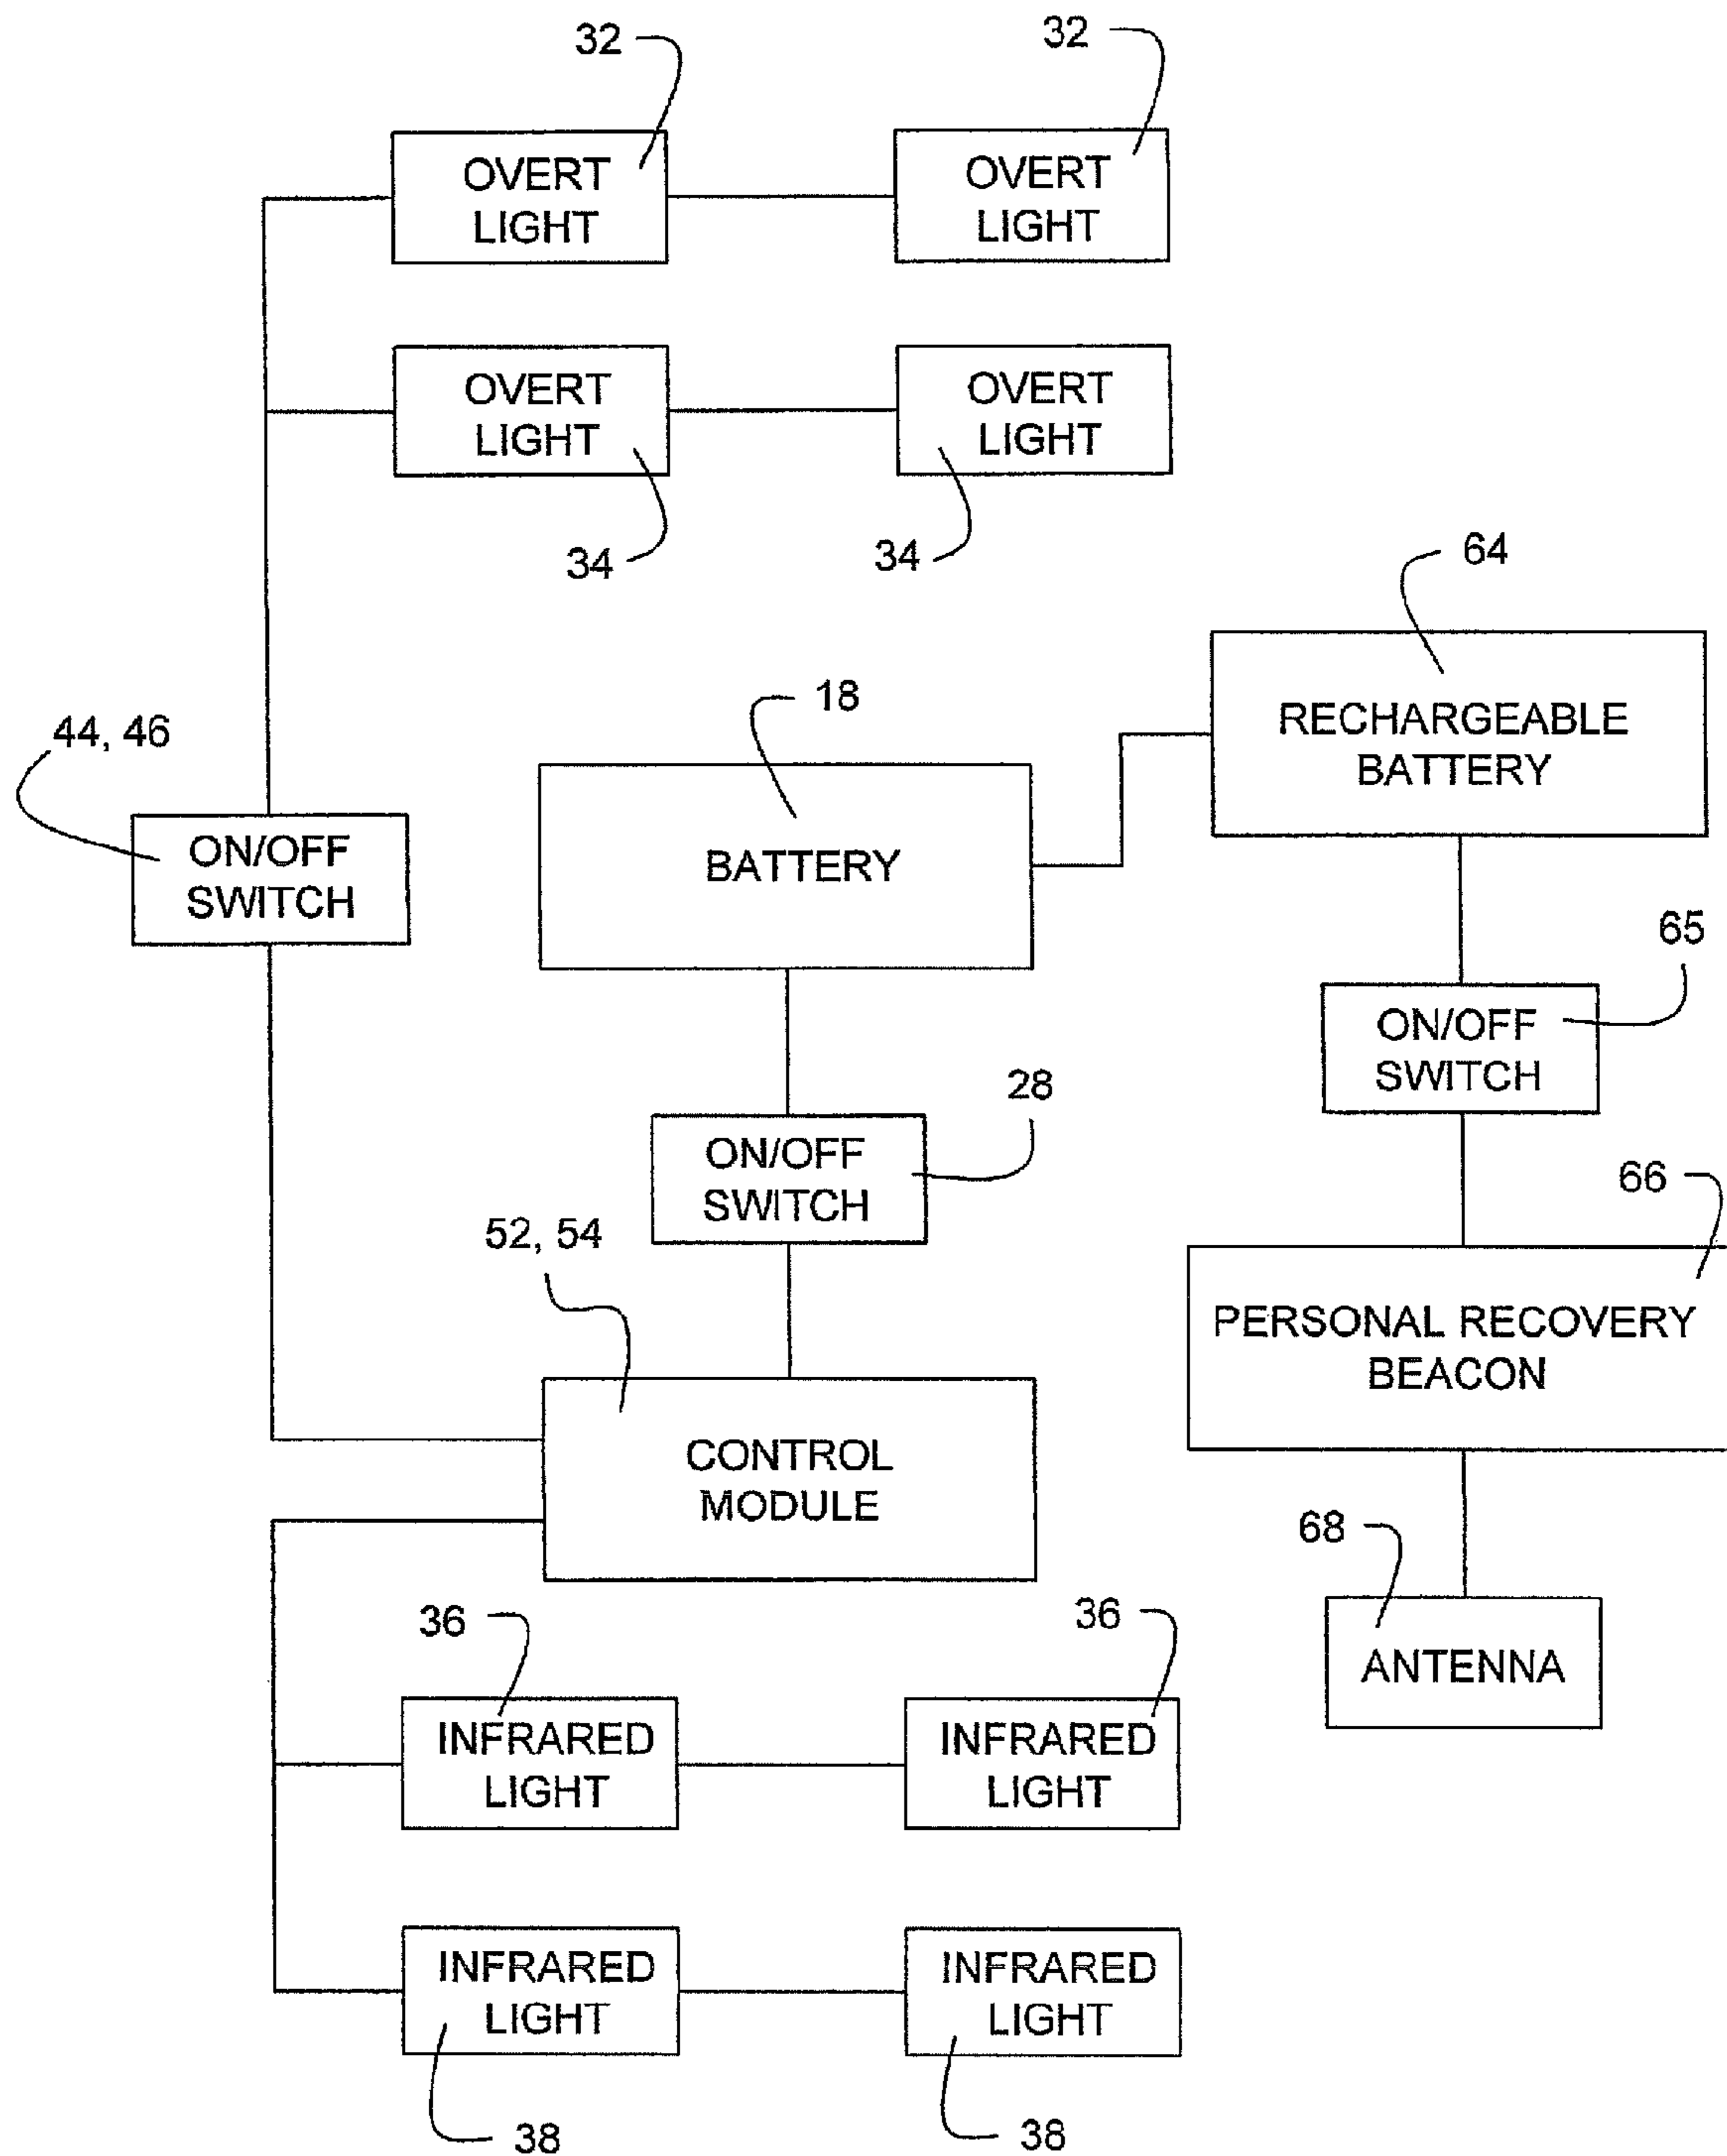 32
32
OVERT
LIGHT
OVERT
LIGHT
OVERT
LIGHT
OVERT
LIGHT
34
34
64
RECHARGEABLE
BATTERY
18
BATTERY
44, 46
ON/OFF
SWITCH
65
ON/OFF
SWITCH
28
ON/OFF
SWITCH
66
PERSONAL RECOVERY
BEACON
52, 54
CONTROL
MODULE
68
ANTENNA
36
36
INFRARED
LIGHT
INFRARED
LIGHT
INFRARED
LIGHT
INFRARED
LIGHT
38
38